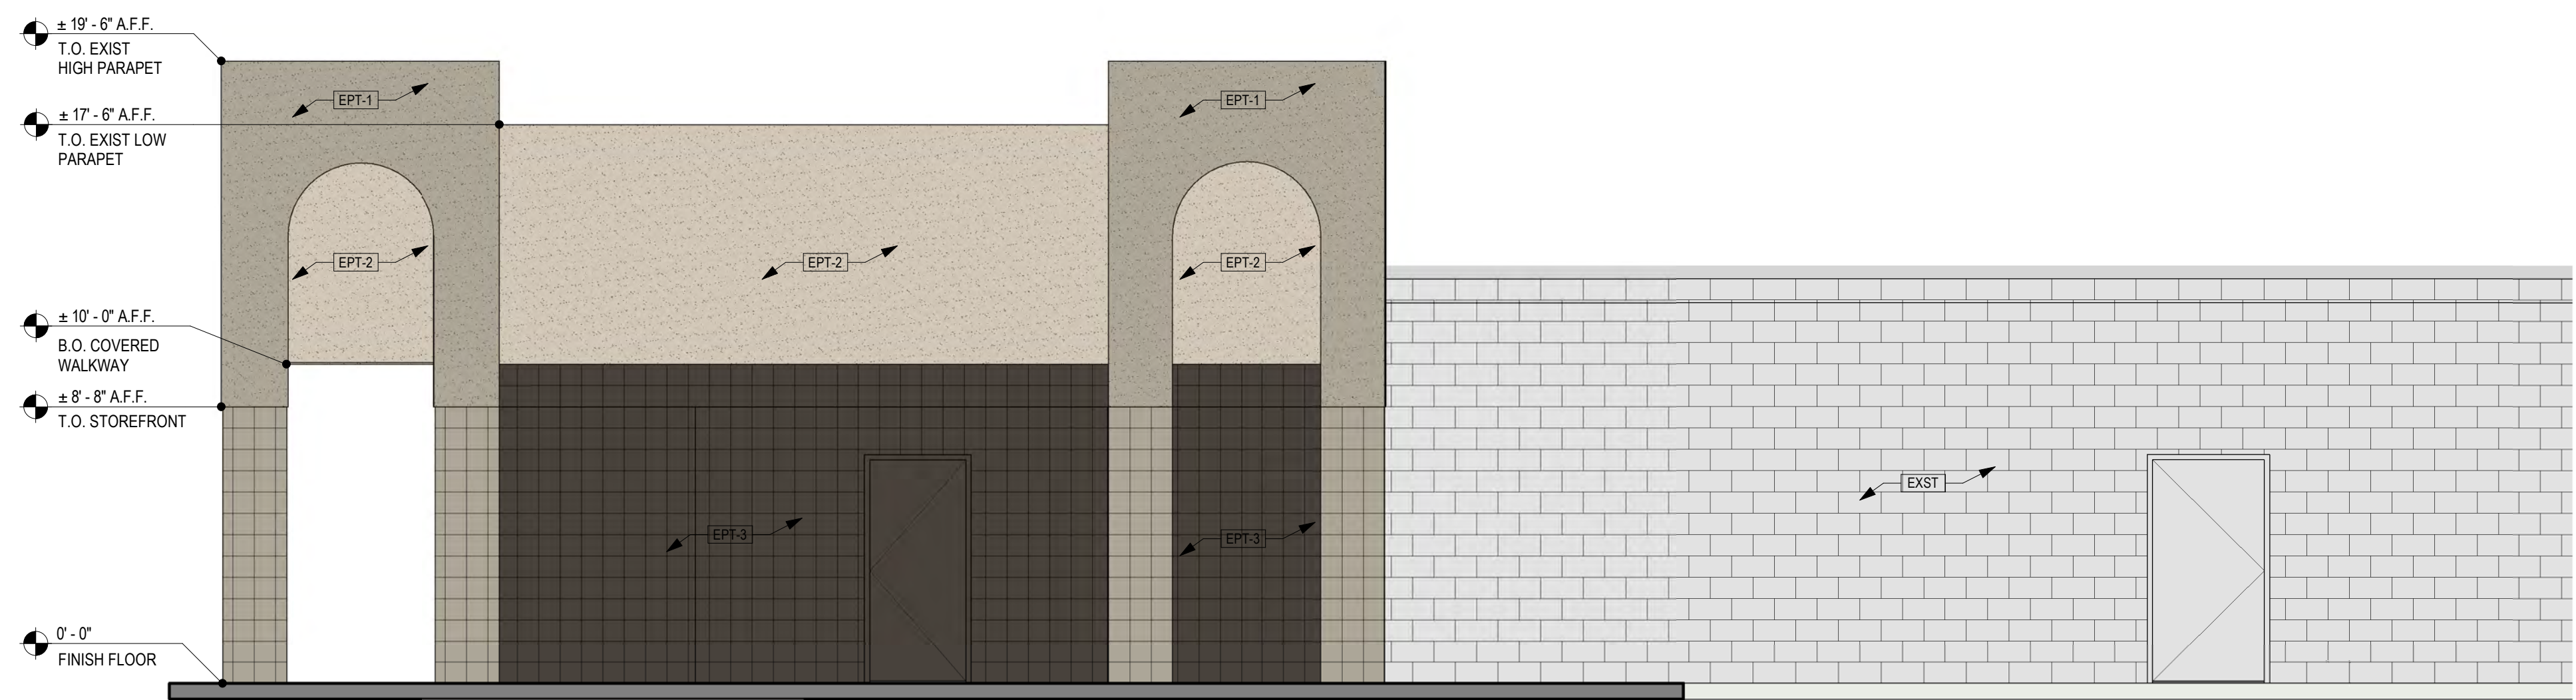 ± 19' - 6" A.F.F.
T.O. EXIST
HIGH PARAPET
± 17' - 6" A.F.F.
T.O. EXIST LOW
PARAPET
± 10' - 0" A.F.F.
B.O. COVERED
WALKWAY
± 8' - 8" A.F.F.
T.O. STOREFRONT
0' - 0"
FINISH FLOOR
EPT-1
EPT-1
EPT-2
EPT-2
EPT-2
EPT-3
EPT-3
EXST